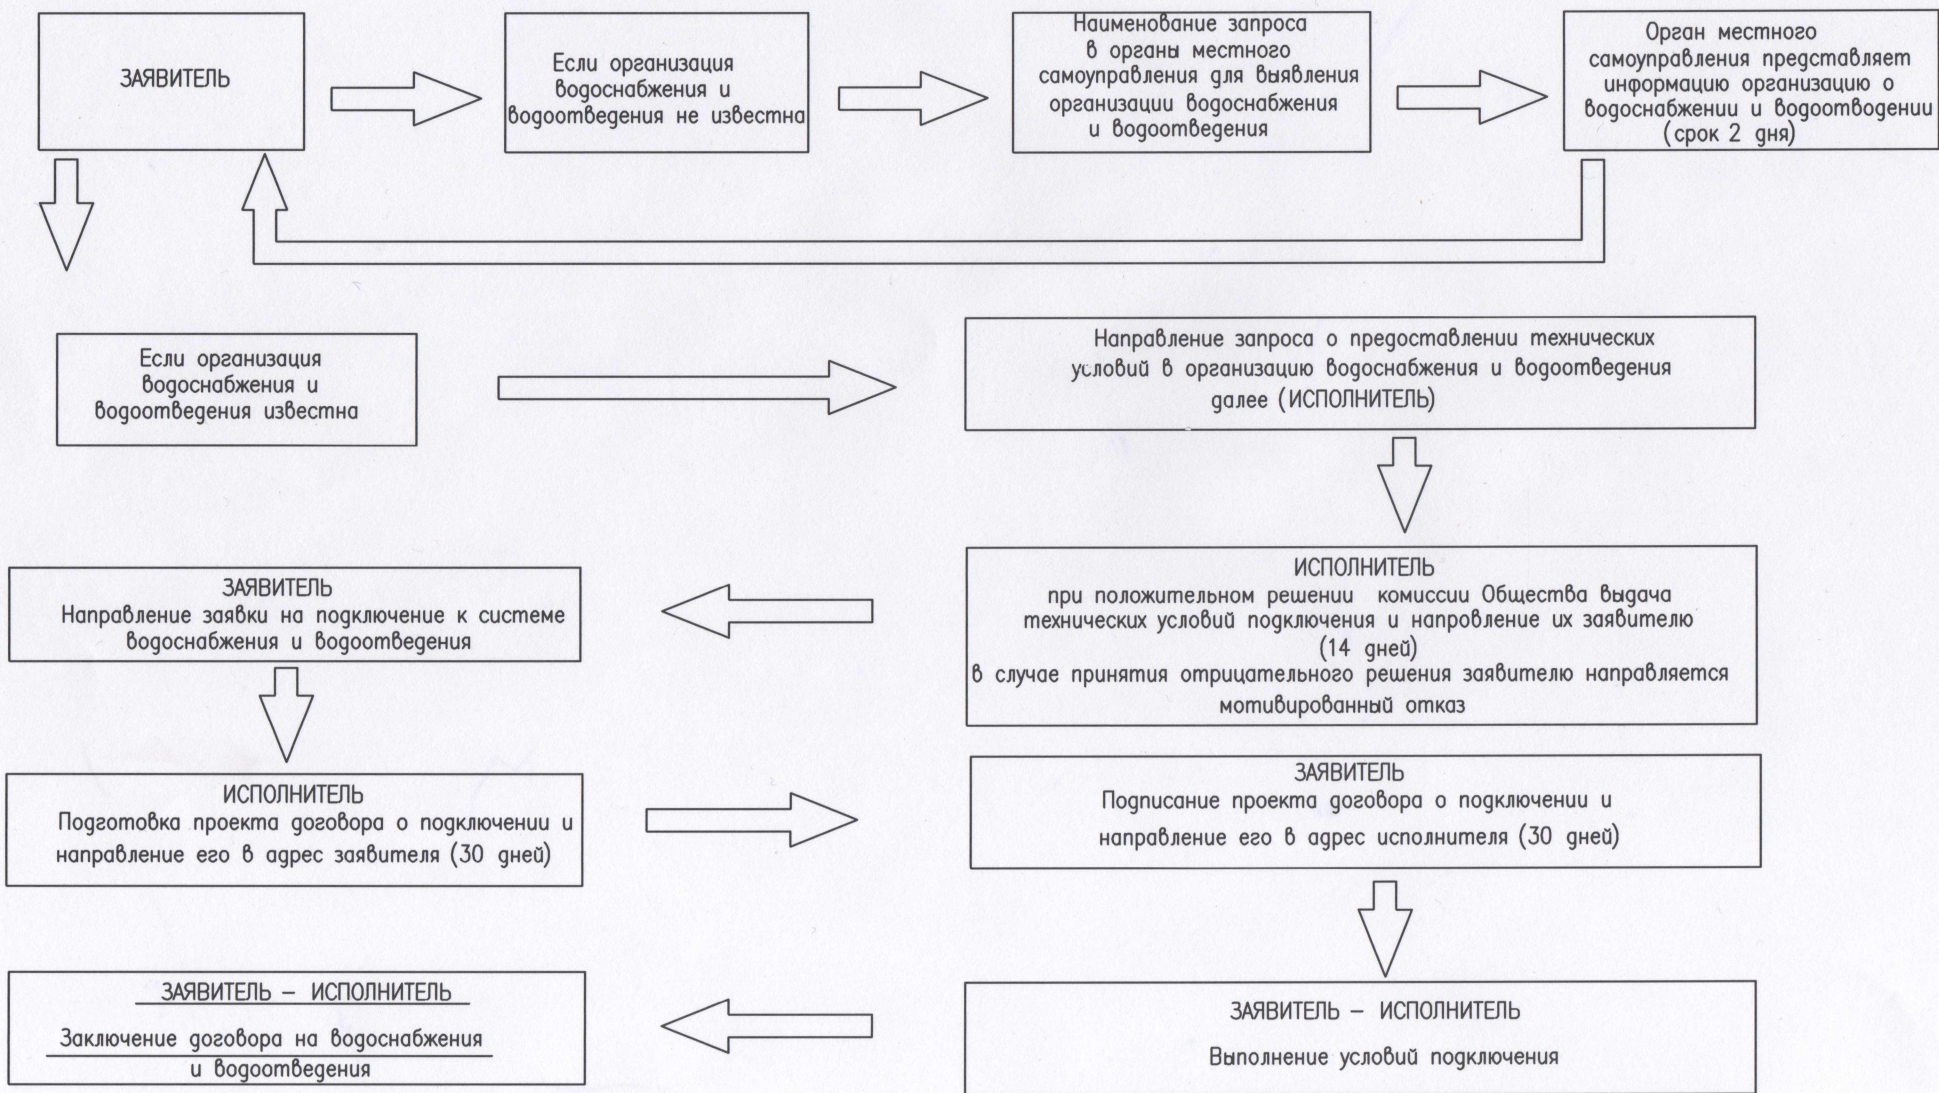 ЗАЯВИТЕЛЬ
Если организация
водоснабжения и
водоотведения не известна
Наименование запроса
в органы местного
самоуправления для выявления
организации водоснабжения
и водоотведения
Орган местного
самоуправления представляет
информацию организацию о
водоснабжении и водоотводении
(срок 2 дня)
Если организация
водоснабжения и
водоотведения известна
Направление запроса о предоставлении технических
условий в организацию водоснабжения и водоотведения
далее (ИСПОЛНИТЕЛЬ)
ИСПОЛНИТЕЛЬ
при положительном решении комиссии Общества выдача
технических условий подключения и напровление их заявителю
(14 дней)
в случае принятия отрицательного решения заявителю направляется
мотивированный отказ
ЗАЯВИТЕЛЬ
Направление заявки на подключение к системе
водоснабжения и водоотведения
ИСПОЛНИТЕЛЬ
Подготовка проекта договора о подключении и
направление его в адрес заявителя (30 дней)
ЗАЯВИТЕЛЬ
Подписание проекта договора о подключении и
направление его в адрес исполнителя (30 дней)
ЗАЯВИТЕЛЬ – ИСПОЛНИТЕЛЬ
Выполнение условий подключения
ЗАЯВИТЕЛЬ – ИСПОЛНИТЕЛЬ
Заключение договора на водоснабжения
и водоотведения